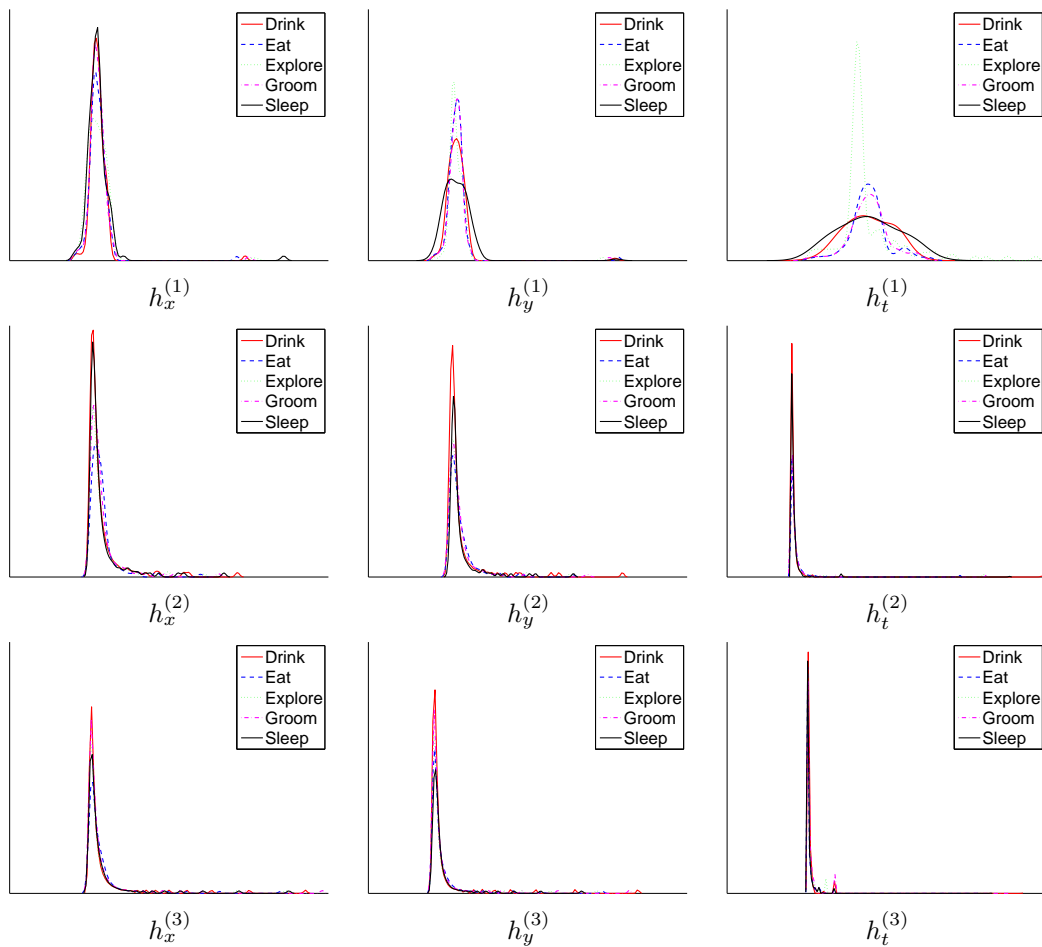 Drink
Eat
Explore
Groom
Sleep
h_x^{(1)}
Drink
Eat
Explore
Groom
Sleep
h_y^{(1)}
Drink
Eat
Explore
Groom
Sleep
h_t^{(1)}
Drink
Eat
Explore
Groom
Sleep
h_x^{(2)}
Drink
Eat
Explore
Groom
Sleep
h_y^{(2)}
Drink
Eat
Explore
Groom
Sleep
h_t^{(2)}
Drink
Eat
Explore
Groom
Sleep
h_x^{(3)}
Drink
Eat
Explore
Groom
Sleep
h_y^{(3)}
Drink
Eat
Explore
Groom
Sleep
h_t^{(3)}